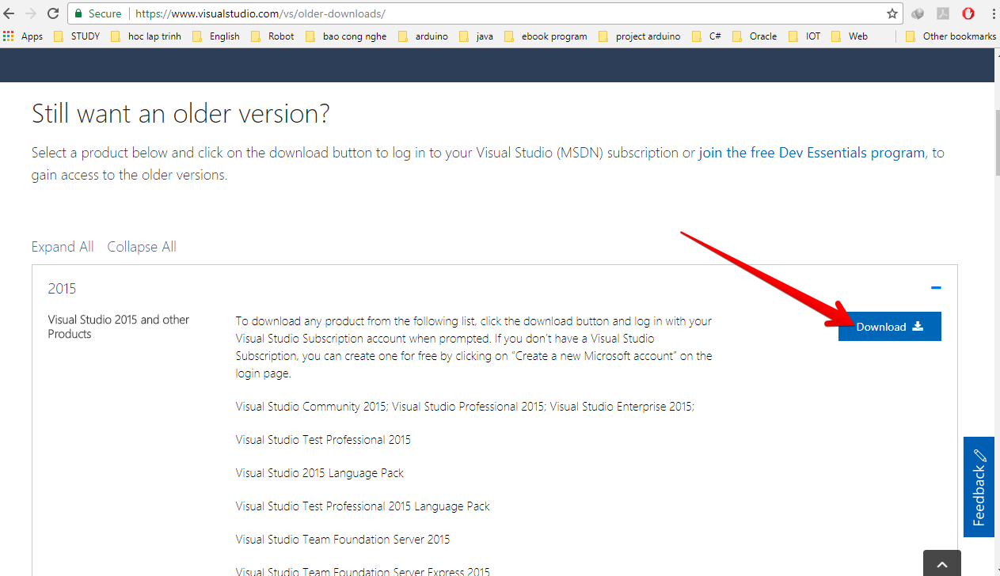 Secure https://www.visualstudio.com/vs/older-downloads/
Apps STUDY hoc lap trinh English Robot bao cong nghe arduino java ebook program project arduino C# Oracle IOT Web Other bookmarks
Still want an older version?
Select a product below and click on the download button to log in to your Visual Studio (MSDN) subscription or join the free Dev Essentials program, to
gain access to the older versions.
Expand All Collapse All
2015
Visual Studio 2015 and other
Products
To download any product from the following list, click the download button and log in with your
Visual Studio Subscription account when prompted. If you don't have a Visual Studio
Subscription, you can create one for free by clicking on "Create a new Microsoft account" on the
login page.
Download
Visual Studio Community 2015; Visual Studio Professional 2015; Visual Studio Enterprise 2015;
Visual Studio Test Professional 2015
Visual Studio 2015 Language Pack
Visual Studio Test Professional 2015 Language Pack
Visual Studio Team Foundation Server 2015
Visual Studio Team Foundation Server Express 2015
Feedback